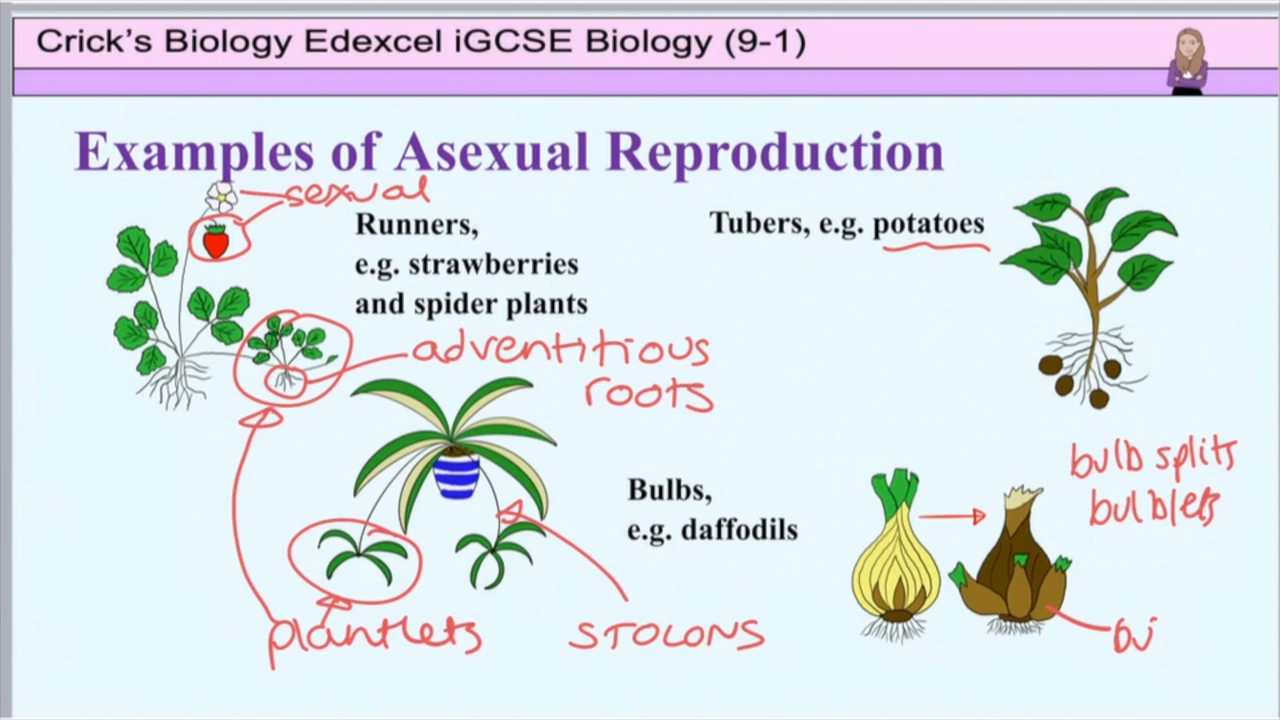 Crick's Biology Edexcel iGCSE Biology (9-1)
Examples of Asexual Reproduction
sexual
Runners,
e.g. strawberries
and spider plants
Tubers, e.g. potatoes
adventitious
roots
Bulbs,
e.g. daffodils
bulb splits
bulblets
plantlets
STOLONS